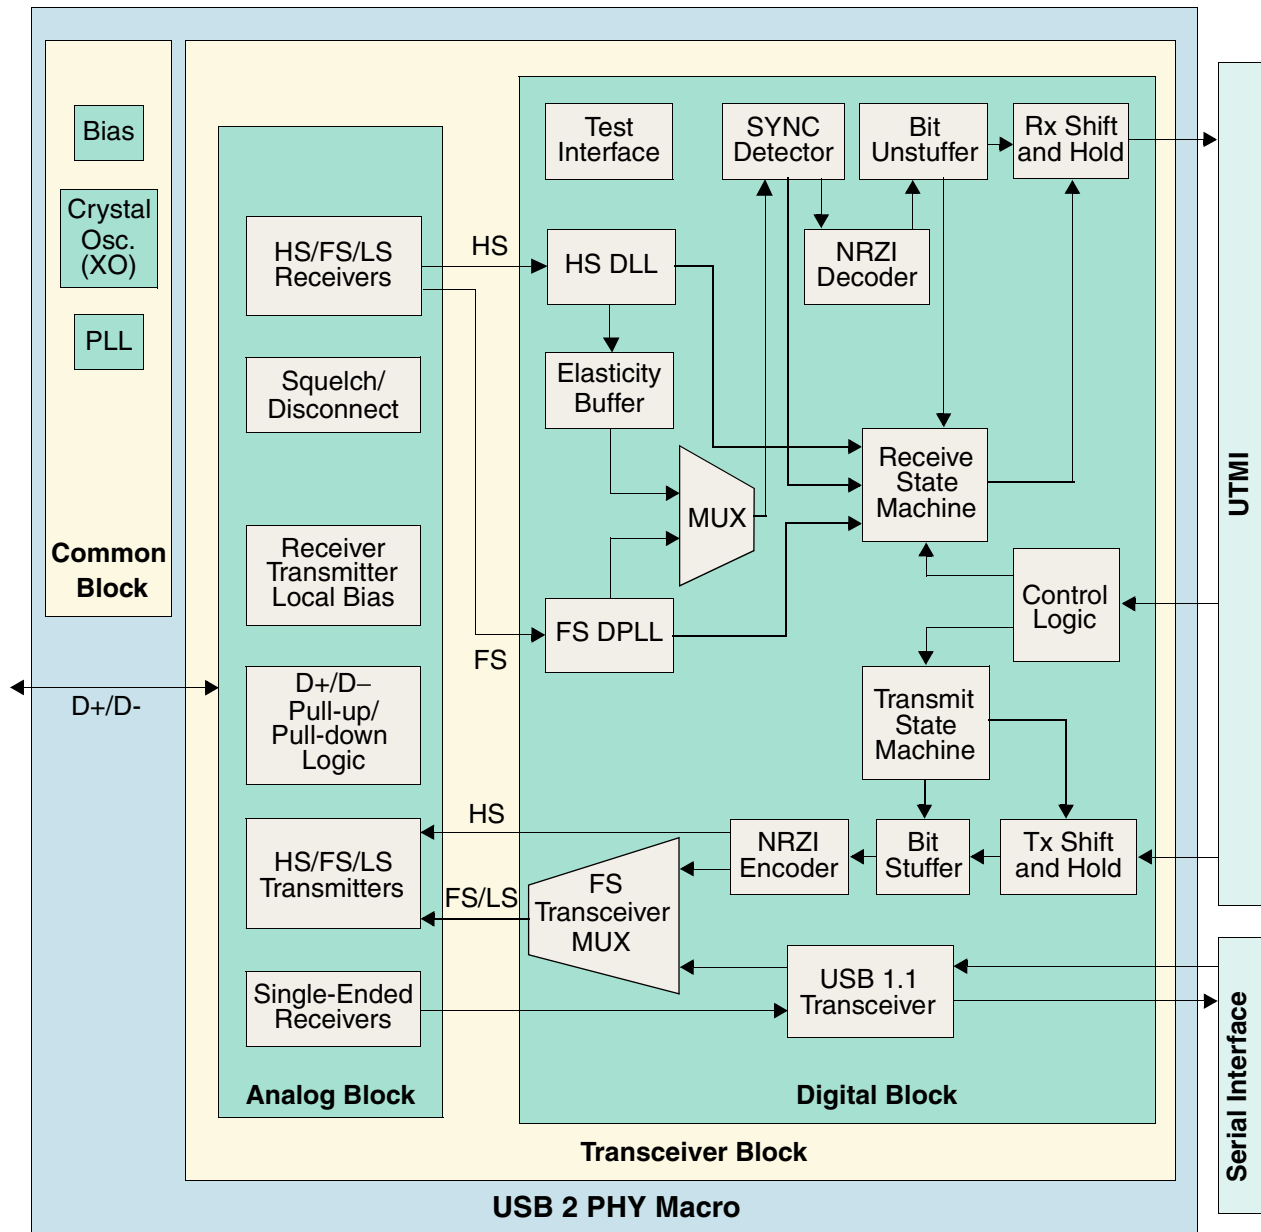 Bias
Crystal
Osc.
(XO)
PLL
Common
Block
D+/D-
HS/FS/LS
Receivers
Squelch/
Disconnect
Receiver
Transmitter
Local Bias
D+/D–
Pull-up/
Pull-down
Logic
HS/FS/LS
Transmitters
Single-Ended
Receivers
Analog Block
HS
FS
HS
FS/LS
Test
Interface
SYNC
Detector
Bit
Unstuffer
Rx Shift
and Hold
HS DLL
NRZI
Decoder
Elasticity
Buffer
MUX
Receive
State
Machine
FS DPLL
Control
Logic
Transmit
State
Machine
NRZI
Encoder
Bit
Stuffer
Tx Shift
and Hold
FS
Transceiver
MUX
USB 1.1
Transceiver
Digital Block
Transceiver Block
USB 2 PHY Macro
UTMI
Serial Interface